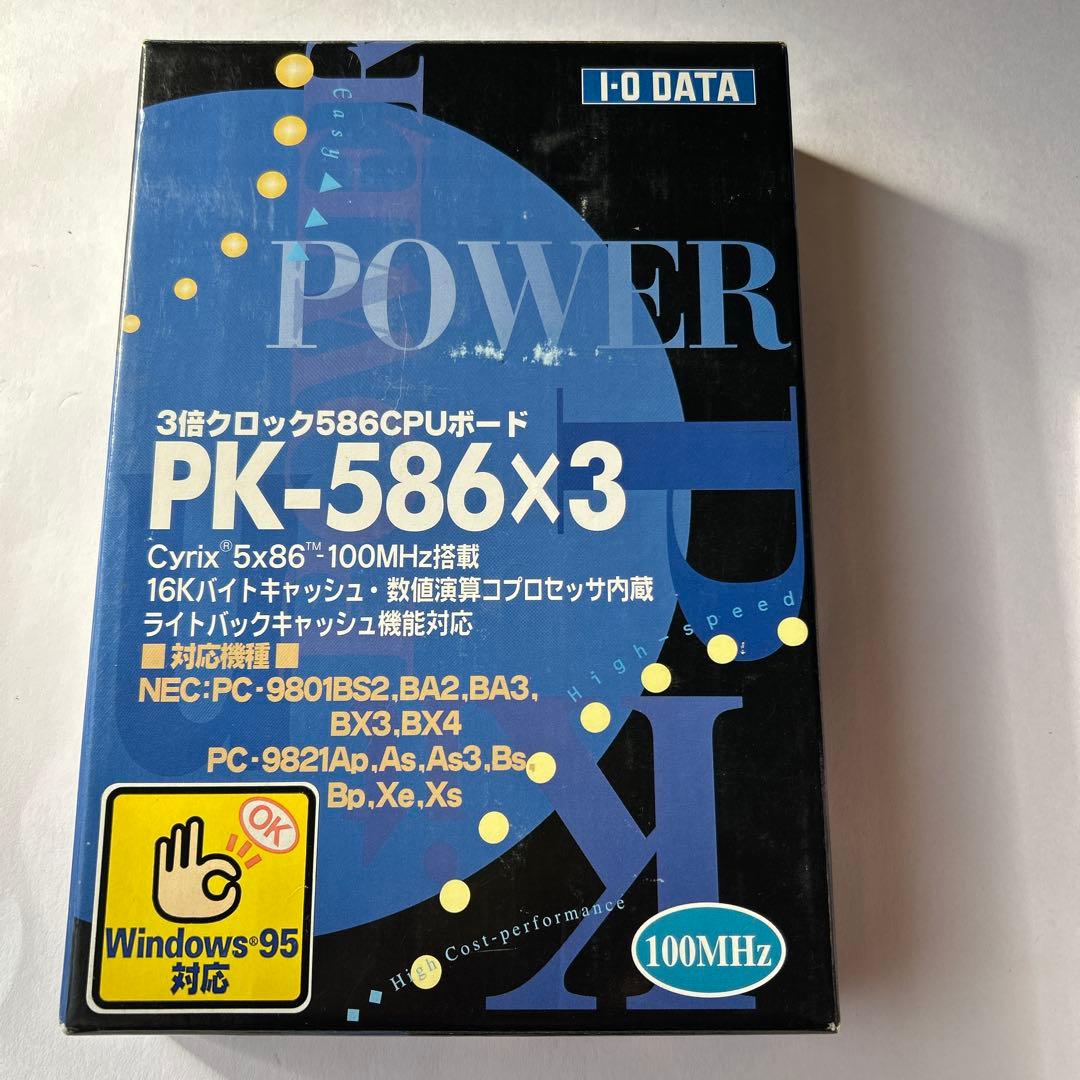 I·O DATA
Easy
POWER
UP
K
3倍クロック586CPUボード
PK-586×3
Cyrix® 5x86™-100MHz搭載
16Kバイトキャッシュ・数値演算コプロセッサ内蔵
ライトバックキャッシュ機能対応
■ 対応機種 ■
NEC:PC-9801BS2,BA2,BA3,
BX3,BX4
PC-9821Ap,As,As3,Bs,
Bp,Xe,Xs
High-speed
OK
Windows®95
対応
High Cost-performance
100MHz